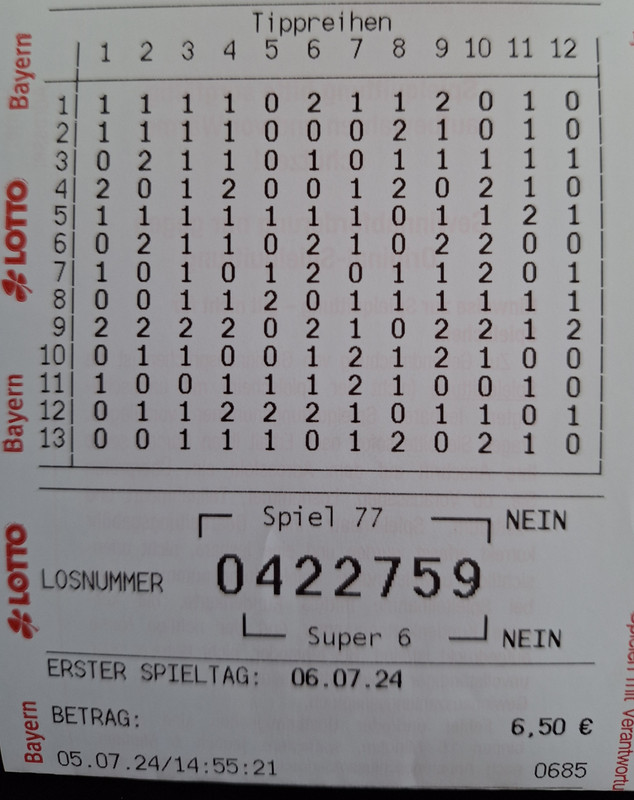 Tippreihen
1 2 3 4 5 6 7 8 9 10 11 12
1 1 1 1 1 0 2 1 1 2 0 1 0
2 1 1 1 1 0 0 0 2 1 0 1 0
3 0 2 1 1 0 1 0 1 1 1 1 1
4 2 0 1 2 0 0 1 2 0 2 1 0
5 1 1 1 1 1 1 1 0 1 1 2 1
6 0 2 1 1 0 2 1 0 2 2 0 0
7 1 0 1 0 1 2 0 1 1 2 0 1
8 0 0 1 1 2 0 1 1 1 1 1
9 2 2 2 2 0 2 1 0 2 2 2
10 0 1 1 0 0 1 2 1 2 1 0 0
11 1 0 0 1 1 1 2 1 0 0 1 0
12 0 1 1 2 2 2 1 0 1 1 0 1
13 0 0 1 1 1 0 1 2 0 2 1 0
Spiel 77 NEIN
LOSNUMMER 0422759
Super 6 NEIN
ERSTER SPIELTAG: 06.07.24
BETRAG: 6,50 €
05.07.24/14:55:21 0685
Bayern
LOTTO
Bayern
LOTTO
Bayern
Spielen mit Verantwortu